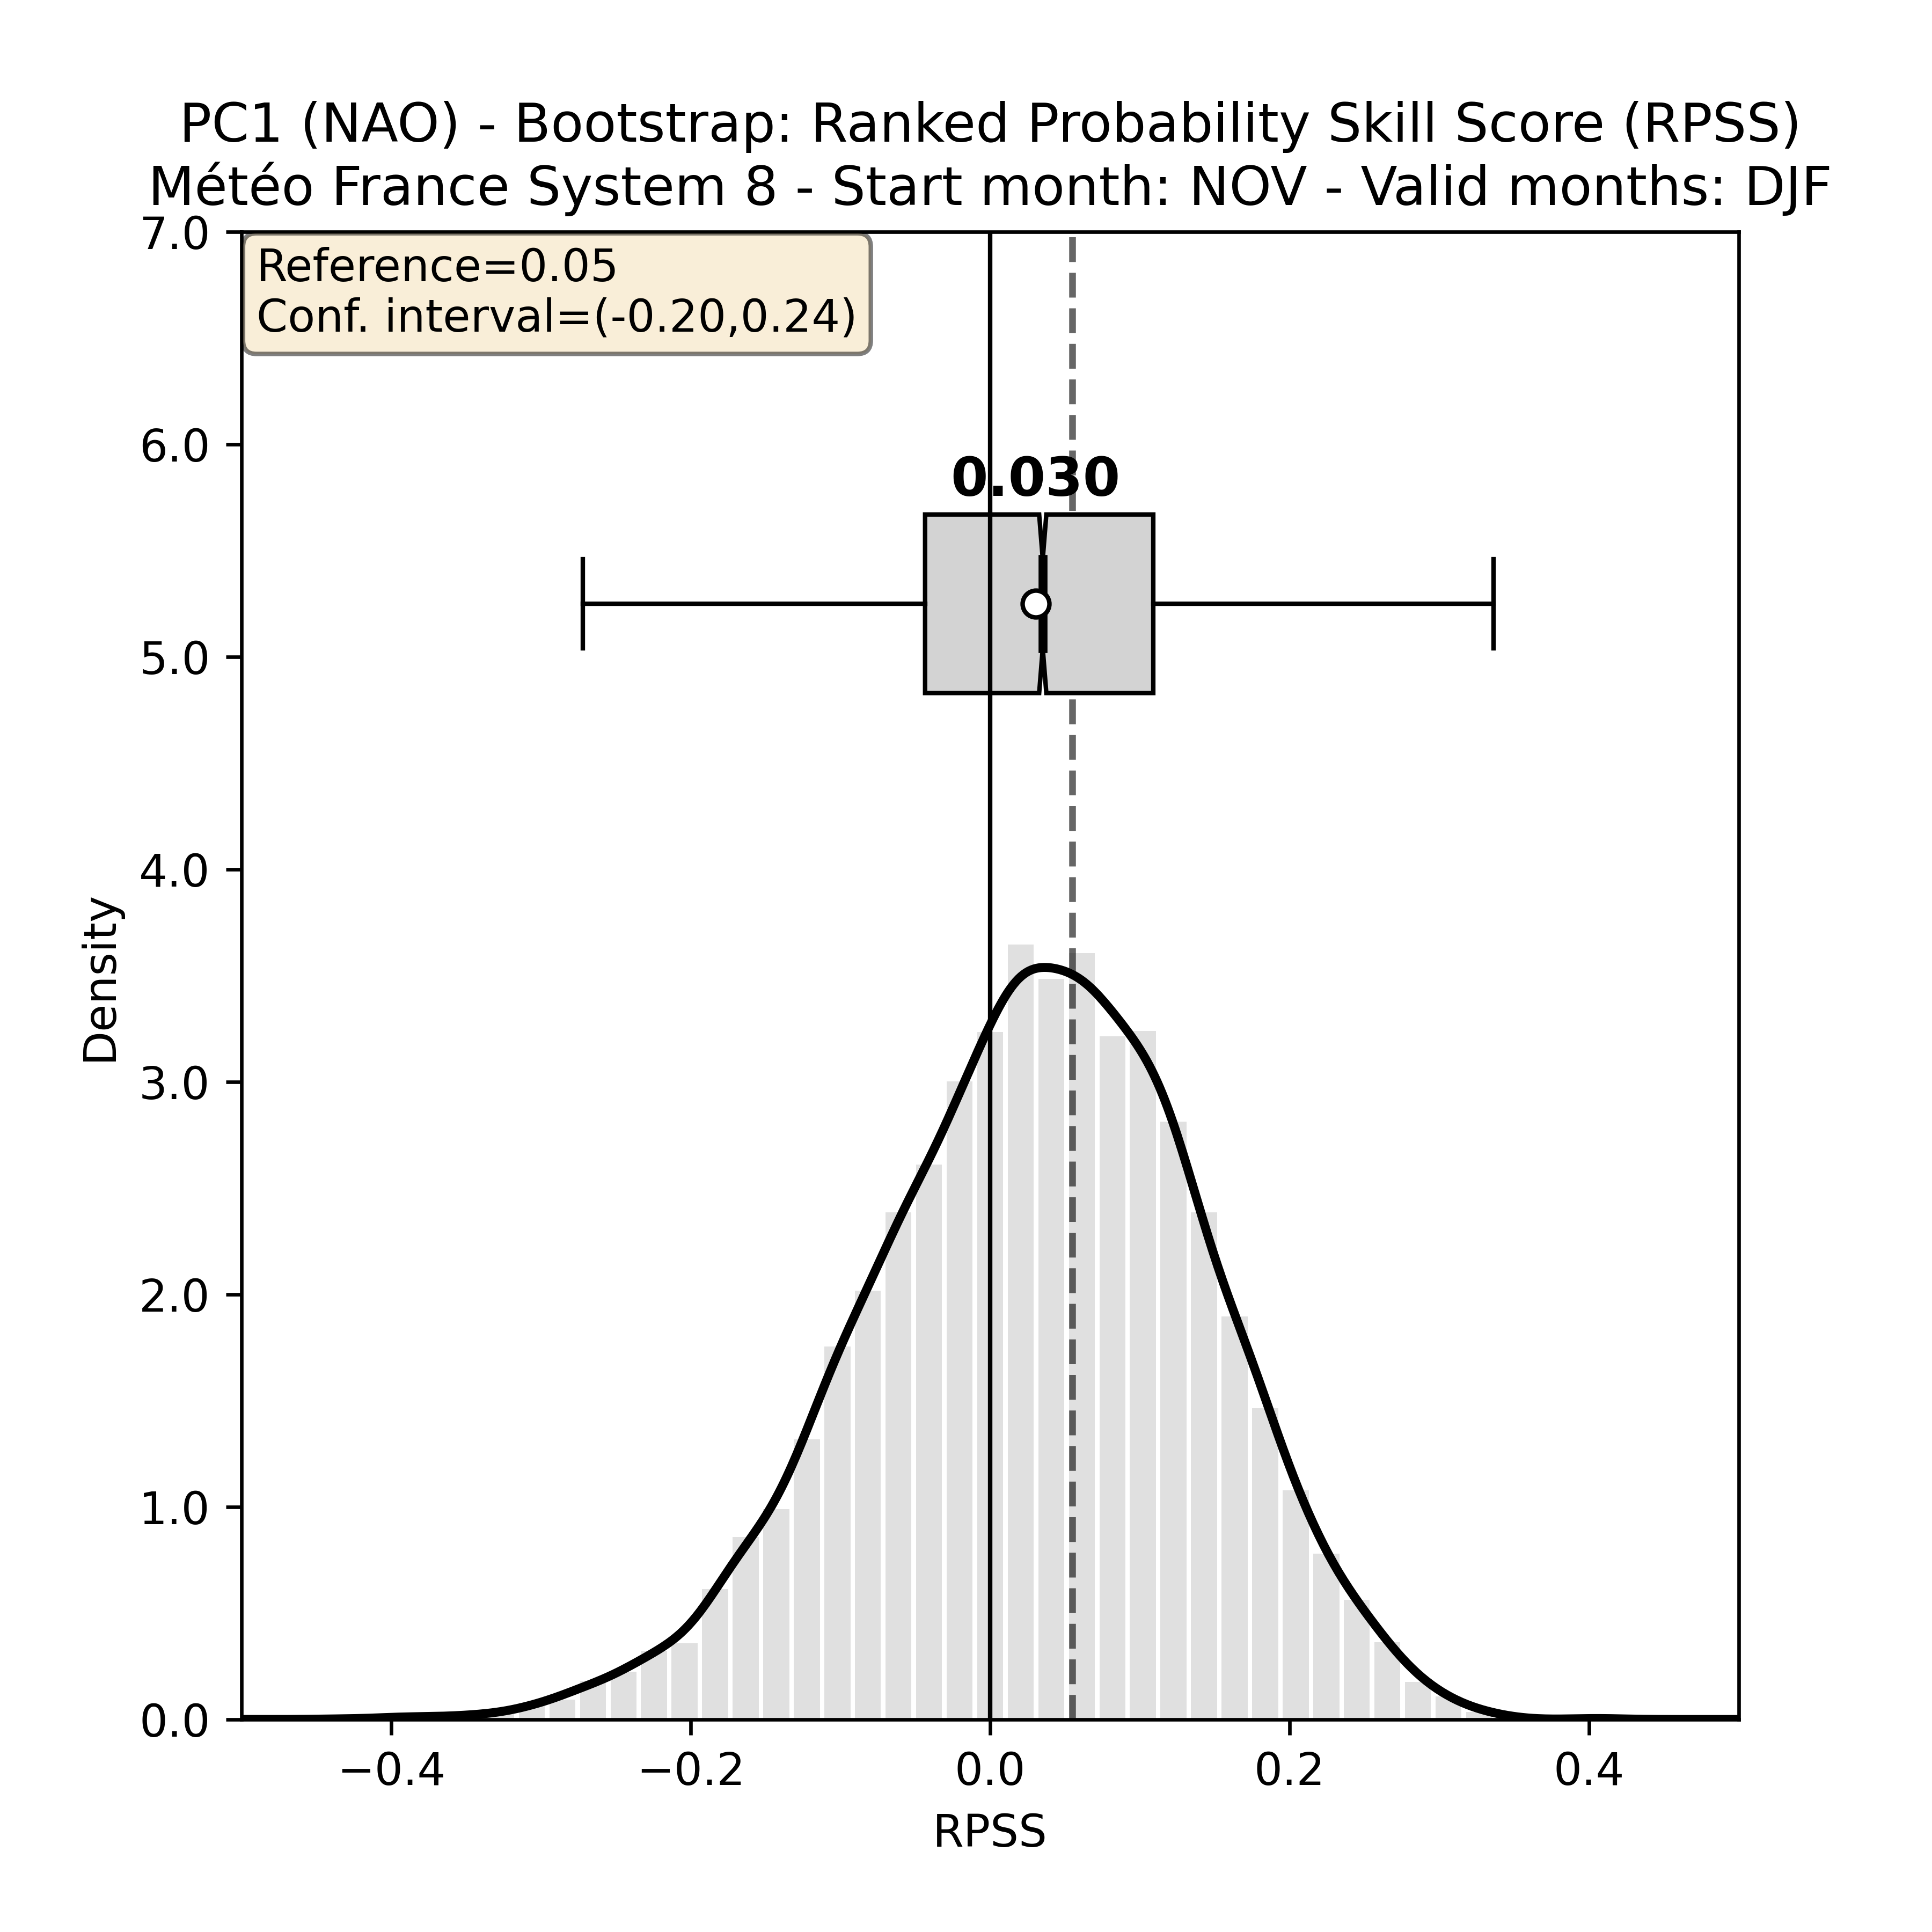 PC1 (NAO) - Bootstrap: Ranked Probability Skill Score (RPSS)
Météo France System 8 - Start month: NOV - Valid months: DJF
7.0
Reference=0.05
Conf. interval=(-0.20,0.24)
6.0
0.030
5.0
4.0
Density
3.0
2.0
1.0
0.0
−0.4 −0.2 0.0 0.2 0.4
RPSS